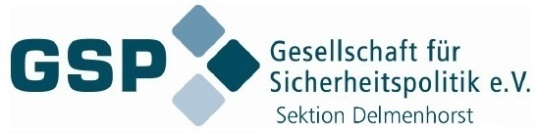 GSP
Gesellschaft für
Sicherheitspolitik e.V.
Sektion Delmenhorst